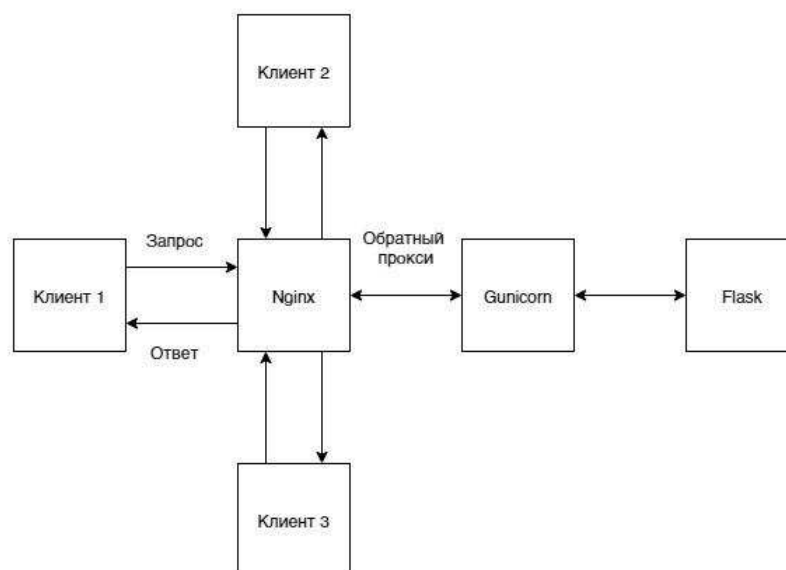 Клиент 2
Запрос
Обратный
прокси
Клиент 1
Nginx
Gunicorn
Flask
Ответ
Клиент 3